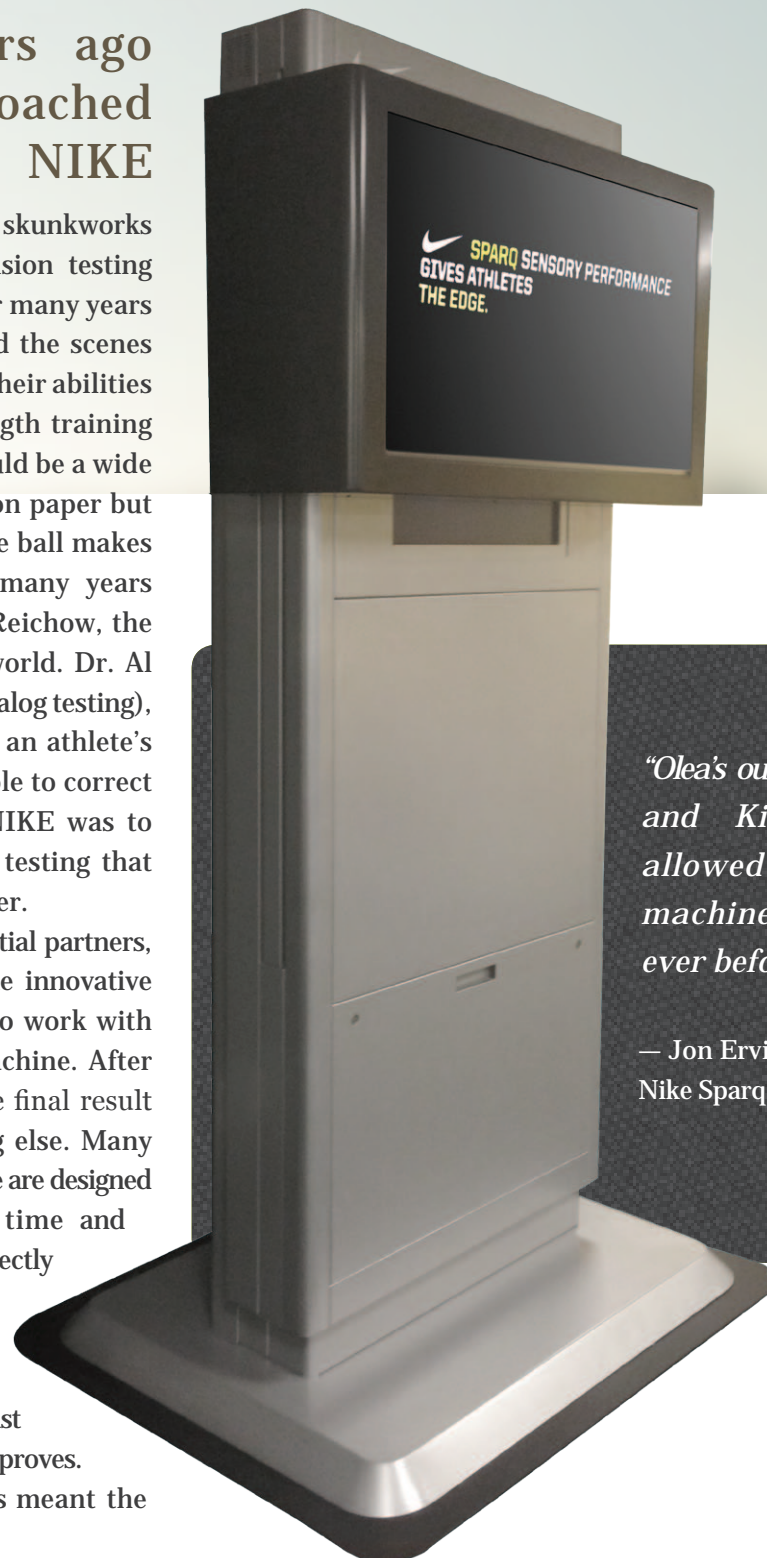 rs ago
oached
NIKE
skunkworks
sion testing
r many years
d the scenes
heir abilities
gth training
uld be a wide
on paper but
e ball makes
many years
Reichow, the
world. Dr. Al
alog testing),
an athlete's
le to correct
NIKE was to
testing that
er.
tial partners,
e innovative
o work with
chine. After
e final result
g else. Many
e are designed
time and
ectly
st
proves.
s meant the
SPARQ SENSORY PERFORMANCE
GIVES ATHLETES
THE EDGE.
“Olea’s ou
and Ki
allowed
machine
ever befo
— Jon Ervi
Nike Sparq